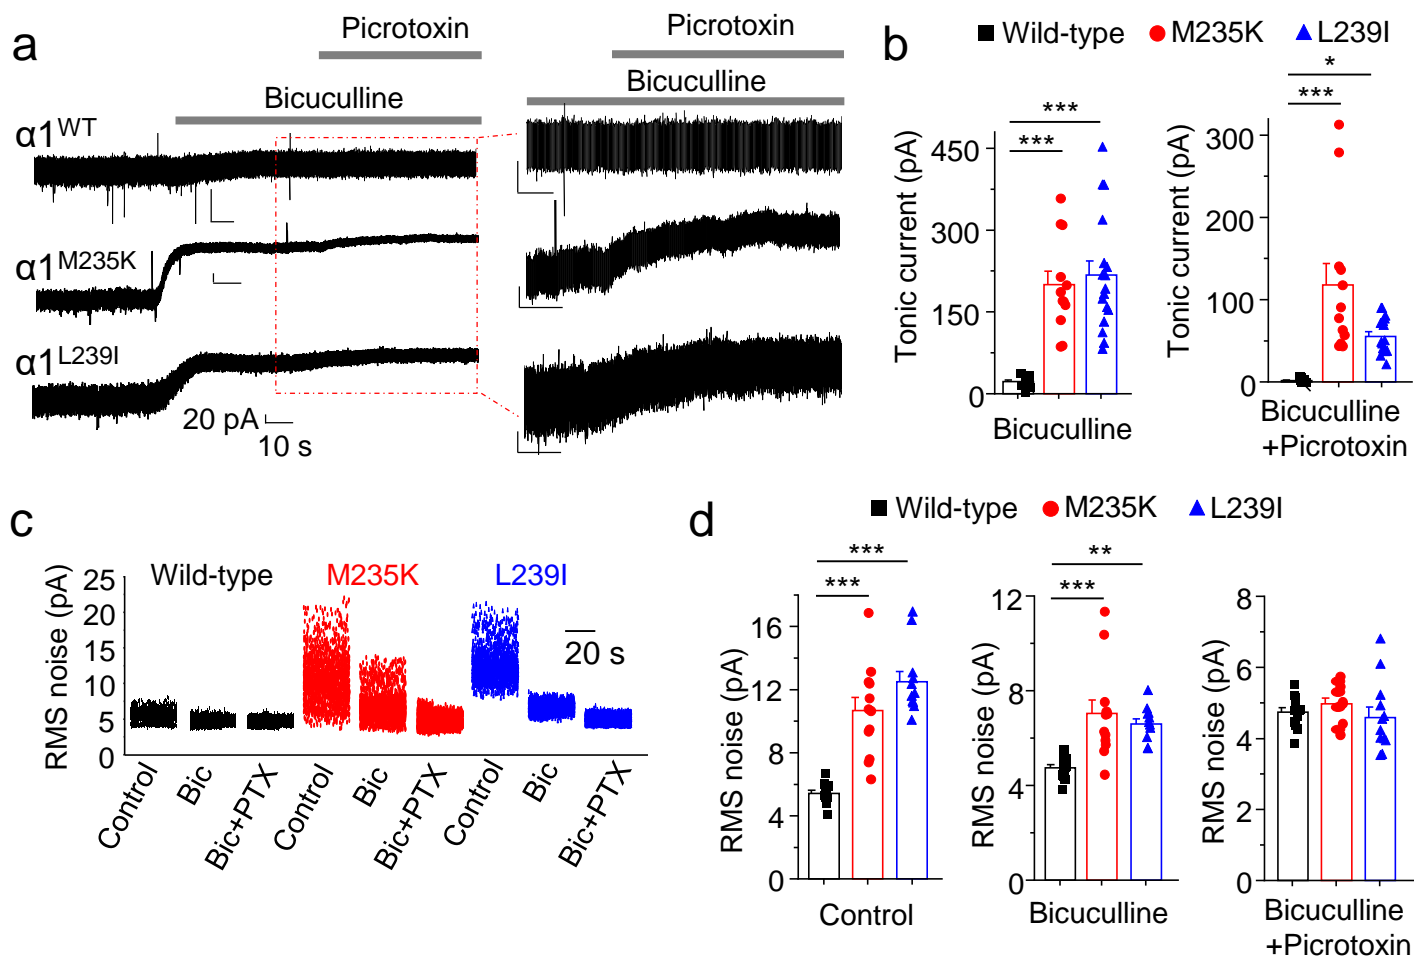 a
Picrotoxin
Bicuculline
Picrotoxin
Bicuculline
α1WT
α1M235K
α1L239I
20 pA
10 s
b
Wild-type M235K L239I
***
***
Tonic current (pA)
450
300
150
0
Bicuculline
*
***
Tonic current (pA)
300
200
100
0
Bicuculline
+Picrotoxin
c
RMS noise (pA)
25
20
15
10
5
0
Wild-type M235K L239I
20 s
Control Bic Bic+PTX Control Bic Bic+PTX Control Bic Bic+PTX
d
Wild-type M235K L239I
***
***
RMS noise (pA)
16
12
8
4
0
Control
**
***
RMS noise (pA)
12
8
4
0
Bicuculline
RMS noise (pA)
8
6
4
2
0
Bicuculline
+Picrotoxin